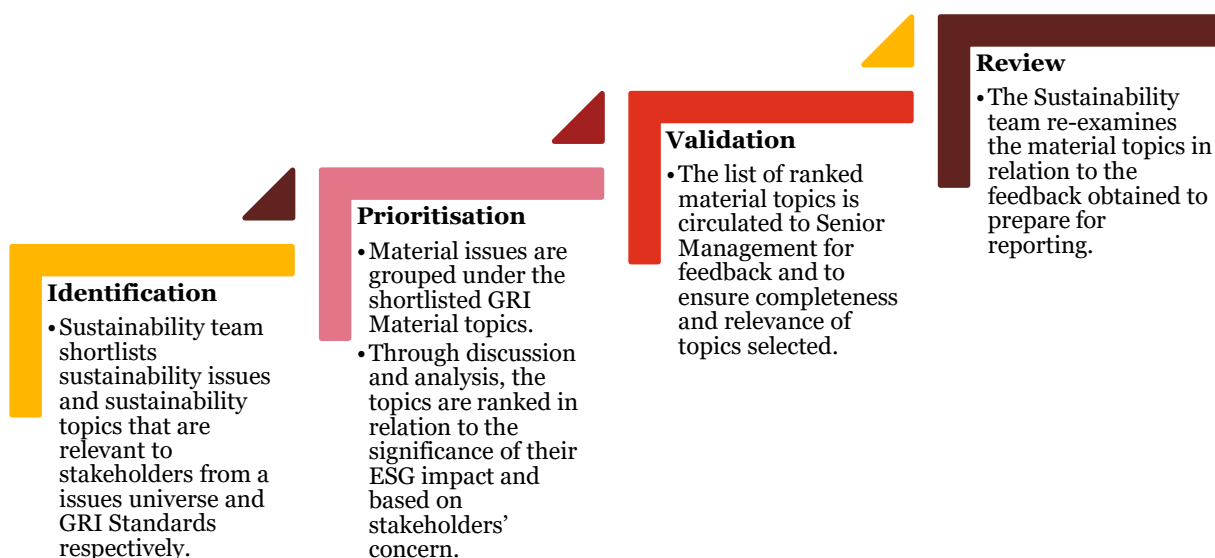 Identification
•Sustainability team
shortlists
sustainability issues
and sustainability
topics that are
relevant to
stakeholders from a
issues universe and
GRI Standards
respectively.
Prioritisation
•Material issues are
grouped under the
shortlisted GRI
Material topics.
•Through discussion
and analysis, the
topics are ranked in
relation to the
significance of their
ESG impact and
based on
stakeholders’
concern.
Validation
•The list of ranked
material topics is
circulated to Senior
Management for
feedback and to
ensure completeness
and relevance of
topics selected.
Review
•The Sustainability
team re-examines
the material topics in
relation to the
feedback obtained to
prepare for
reporting.